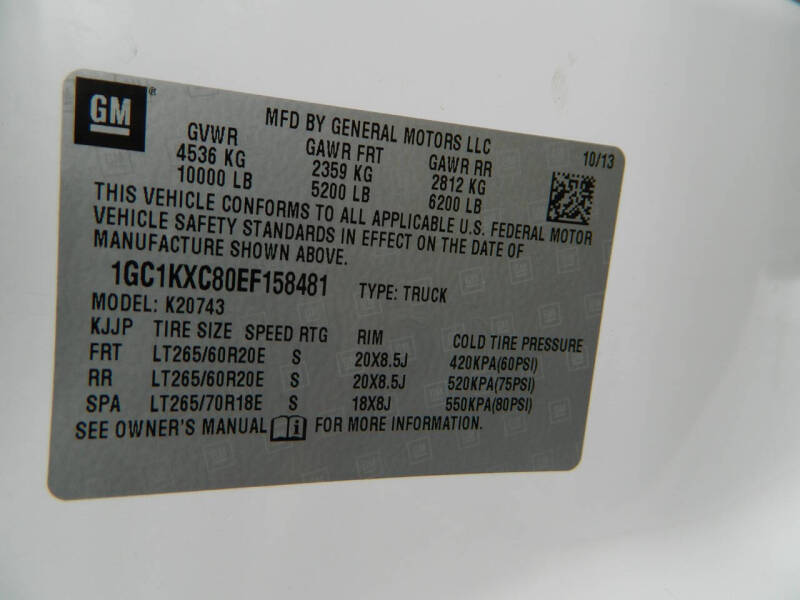 GM®
MFD BY GENERAL MOTORS LLC
10/13
GVWR GAWR FRT GAWR RR
4536 KG 2359 KG 2812 KG
10000 LB 5200 LB 6200 LB
THIS VEHICLE CONFORMS TO ALL APPLICABLE U.S. FEDERAL MOTOR
VEHICLE SAFETY STANDARDS IN EFFECT ON THE DATE OF
MANUFACTURE SHOWN ABOVE.
1GC1KXC80EF158481 TYPE: TRUCK
MODEL: K20743
KJJP TIRE SIZE SPEED RTG RIM COLD TIRE PRESSURE
FRT LT265/60R20E S 20X8.5J 420KPA(60PSI)
RR LT265/60R20E S 20X8.5J 520KPA(75PSI)
SPA LT265/70R18E S 18X8J 550KPA(80PSI)
SEE OWNER'S MANUAL FOR MORE INFORMATION.